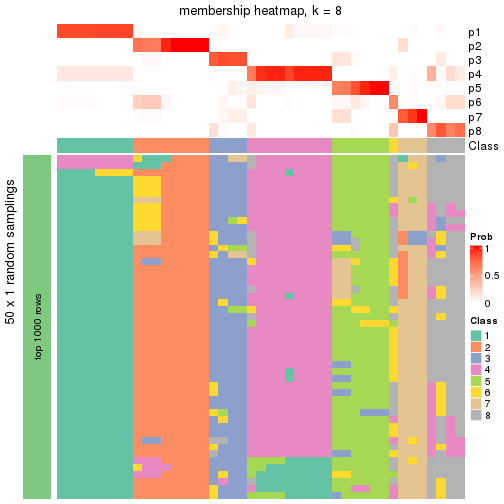 membership heatmap, k = 8
p1
p2
p3
p4
p5
p6
p7
p8
Class
50 x 1 random samplings
top 1000 rows
Prob
1
0.5
0
Class
1
2
3
4
5
6
7
8